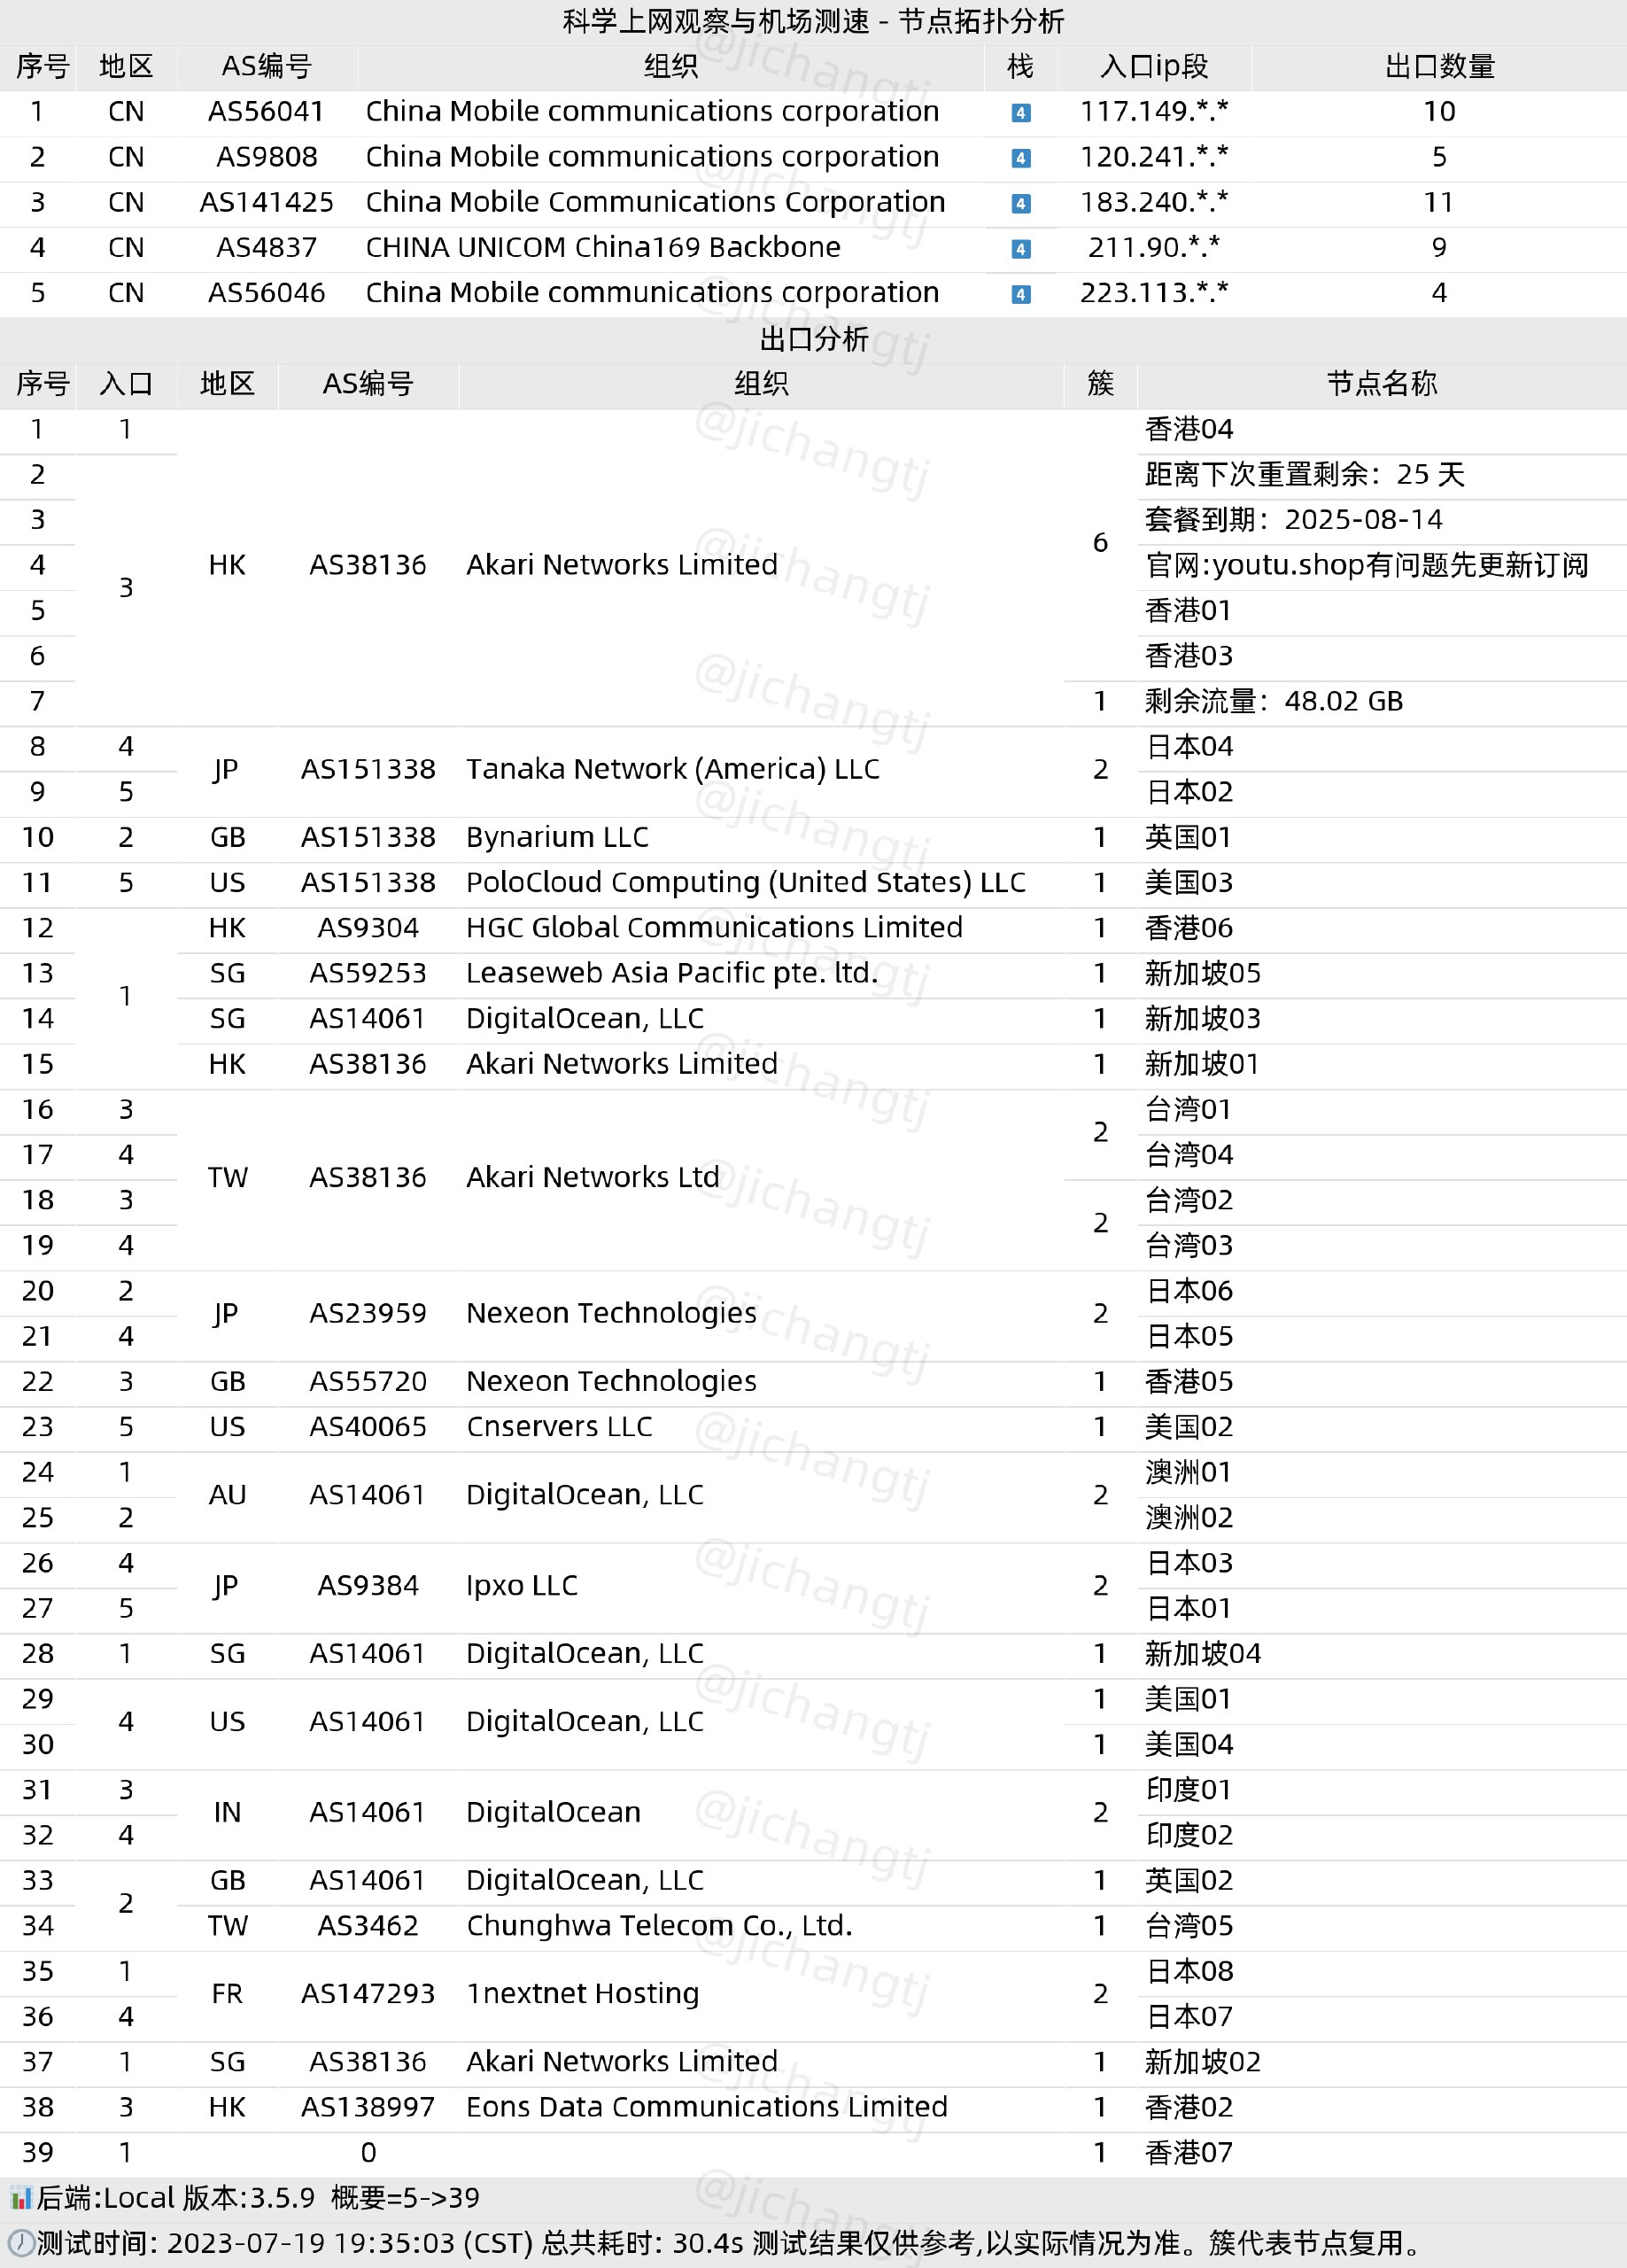 科学上网观察与机场测速 - 节点拓扑分析
序号 地区 AS编号 组织 栈 入口ip段 出口数量
1 CN AS56041 China Mobile communications corporation 4 117.149.*.* 10
2 CN AS9808 China Mobile communications corporation 4 120.241.*.* 5
3 CN AS141425 China Mobile Communications Corporation 4 183.240.*.* 11
4 CN AS4837 CHINA UNICOM China169 Backbone 4 211.90.*.* 9
5 CN AS56046 China Mobile communications corporation 4 223.113.*.* 4
出口分析
序号 入口 地区 AS编号 组织 簇 节点名称
1 1 HK AS38136 Akari Networks Limited 6 香港04
2 3 距离下次重置剩余：25 天
3 套餐到期：2025-08-14
4 官网:youtu.shop有问题先更新订阅
5 香港01
6 香港03
7 1 剩余流量：48.02 GB
8 4 JP AS151338 Tanaka Network (America) LLC 2 日本04
9 5 日本02
10 2 GB AS151338 Bynarium LLC 1 英国01
11 5 US AS151338 PoloCloud Computing (United States) LLC 1 美国03
12 1 HK AS9304 HGC Global Communications Limited 1 香港06
13 SG AS59253 Leaseweb Asia Pacific pte. ltd. 1 新加坡05
14 SG AS14061 DigitalOcean, LLC 1 新加坡03
15 HK AS38136 Akari Networks Limited 1 新加坡01
16 3 TW AS38136 Akari Networks Ltd 2 台湾01
17 4 台湾04
18 3 2 台湾02
19 4 台湾03
20 2 JP AS23959 Nexeon Technologies 2 日本06
21 4 日本05
22 3 GB AS55720 Nexeon Technologies 1 香港05
23 5 US AS40065 Cnservers LLC 1 美国02
24 1 AU AS14061 DigitalOcean, LLC 2 澳洲01
25 2 澳洲02
26 4 JP AS9384 Ipxo LLC 2 日本03
27 5 日本01
28 1 SG AS14061 DigitalOcean, LLC 1 新加坡04
29 4 US AS14061 DigitalOcean, LLC 1 美国01
30 1 美国04
31 3 IN AS14061 DigitalOcean 2 印度01
32 4 印度02
33 2 GB AS14061 DigitalOcean, LLC 1 英国02
34 TW AS3462 Chunghwa Telecom Co., Ltd. 1 台湾05
35 1 FR AS147293 1nextnet Hosting 2 日本08
36 4 日本07
37 1 SG AS38136 Akari Networks Limited 1 新加坡02
38 3 HK AS138997 Eons Data Communications Limited 1 香港02
39 1 0 1 香港07
后端:Local 版本:3.5.9 概要=5->39
测试时间: 2023-07-19 19:35:03 (CST) 总共耗时: 30.4s 测试结果仅供参考,以实际情况为准。簇代表节点复用。
@jichangtj